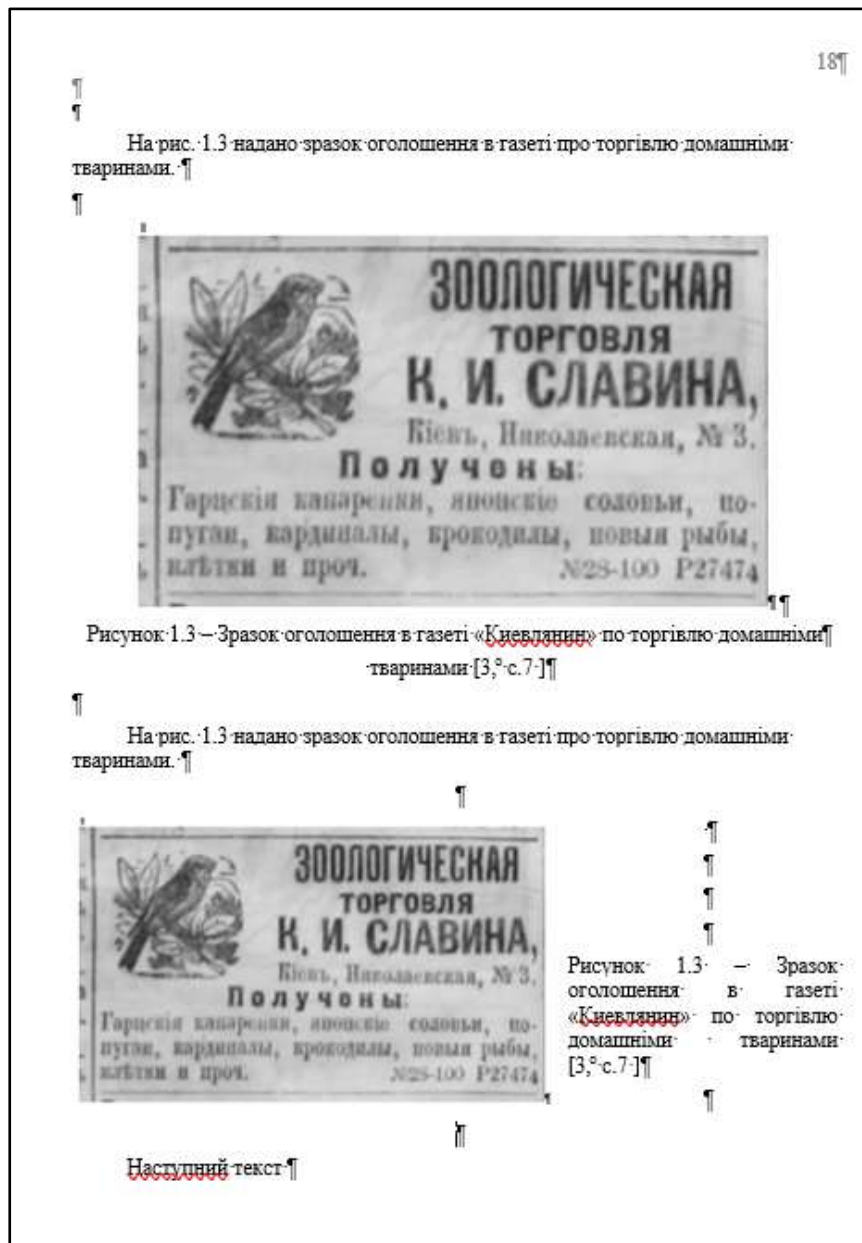 18¶
¶
¶
На рис. 1.3 надано зразок оголошення в газеті про торгівлю домашніми
тваринами. ¶
¶
ЗООЛОГИЧЕСКАЯ
ТОРГОВЛЯ
К. И. СЛАВИНА,
Кіевъ, Николаевская, № 3.
Получены:
Гарцскія канарейки, японскіе соловьи, по-
пугаи, кардиналы, крокодилы, новыя рыбы,
клѣтки и проч. №28-100 Р27474
¶¶
Рисунок 1.3 – Зразок оголошення в газеті «Киевлянин» по торгівлю домашніми¶
тваринами [3,° с.7 ]¶
¶
На рис. 1.3 надано зразок оголошення в газеті про торгівлю домашніми
тваринами. ¶
¶
ЗООЛОГИЧЕСКАЯ
ТОРГОВЛЯ
К. И. СЛАВИНА,
Кіевъ, Николаевская, № 3.
Получены:
Гарцскія канарейки, японскіе соловьи, по-
пугаи, кардиналы, крокодилы, новыя рыбы,
клѣтки и проч. №28-100 Р27474
¶
¶
¶
¶
¶
Рисунок 1.3 – Зразок
оголошення в газеті
«Киевлянин» по торгівлю
домашніми тваринами
[3,° с.7 ]¶
¶
¶
Наступний текст ¶